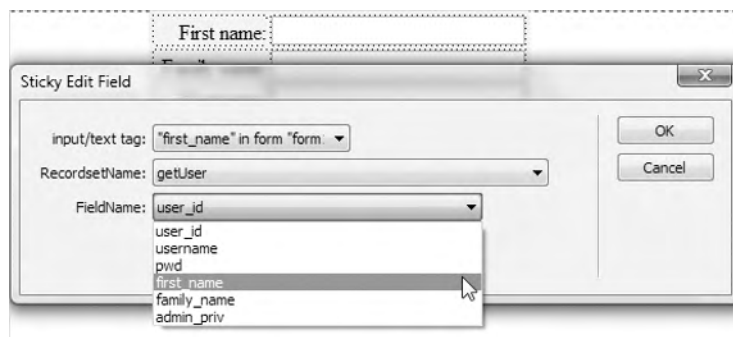 First name:
Sticky Edit Field
input/text tag: "first_name" in form "form:
OK
RecordsetName: getUser
Cancel
FieldName: user_id
user_id
username
pwd
first_name
family_name
admin_priv